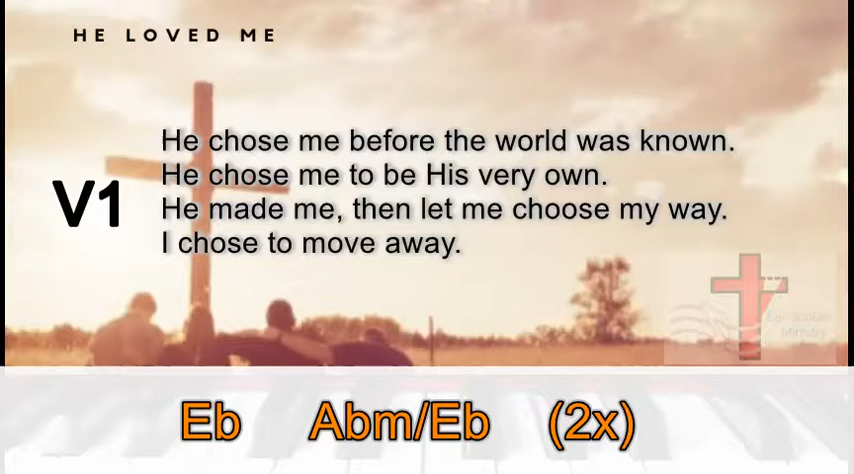 HE LOVED ME
V1
He chose me before the world was known.
He chose me to be His very own.
He made me, then let me choose my way.
I chose to move away.
Eb Abm/Eb (2x)